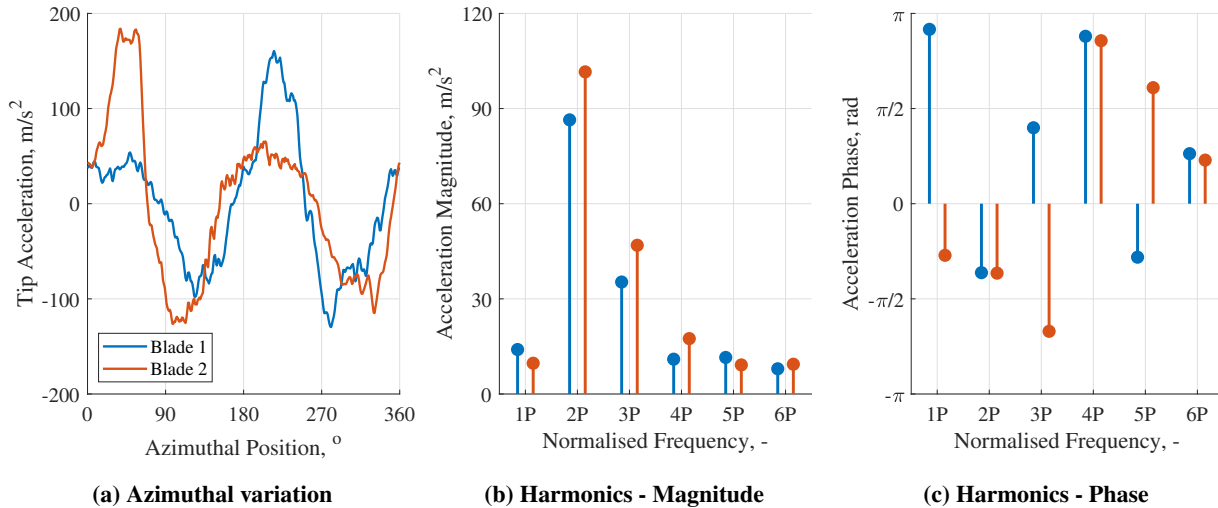 200
100
0
-100
-200
Tip Acceleration, m/s²
Blade 1
Blade 2
0 90 180 270 360
Azimuthal Position, °
(a) Azimuthal variation
120
90
60
30
0
Acceleration Magnitude, m/s²
1P 2P 3P 4P 5P 6P
Normalised Frequency, -
(b) Harmonics - Magnitude
π
π/2
0
-π/2
-π
Acceleration Phase, rad
1P 2P 3P 4P 5P 6P
Normalised Frequency, -
(c) Harmonics - Phase